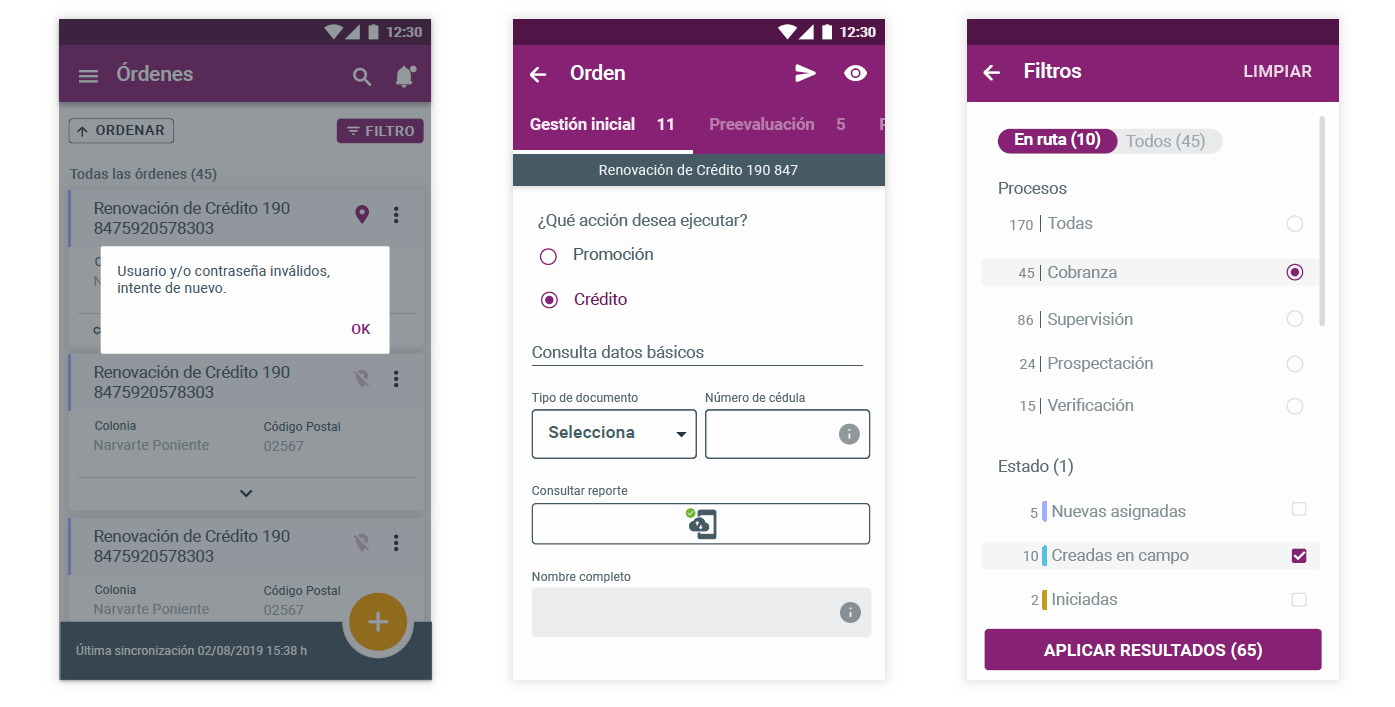 12:30
Órdenes
ORDENAR
FILTRO
Todas las órdenes (45)
Renovación de Crédito 190
8475920578303
Usuario y/o contraseña inválidos,
intente de nuevo.
OK
Renovación de Crédito 190
8475920578303
Colonia
Código Postal
Narvarte Poniente
02567
Renovación de Crédito 190
8475920578303
Colonia
Código Postal
Narvarte Poniente
02567
Última sincronización 02/08/2019 15:38 h
12:30
Orden
Gestión inicial 11
Preevaluación 5
Renovación de Crédito 190 847
¿Qué acción desea ejecutar?
Promoción
Crédito
Consulta datos básicos
Tipo de documento
Número de cédula
Selecciona
Consultar reporte
Nombre completo
Filtros
LIMPIAR
En ruta (10)
Todos (45)
Procesos
170 Todas
45 Cobranza
86 Supervisión
24 Prospectación
15 Verificación
Estado (1)
5 Nuevas asignadas
10 Creadas en campo
2 Iniciadas
APLICAR RESULTADOS (65)